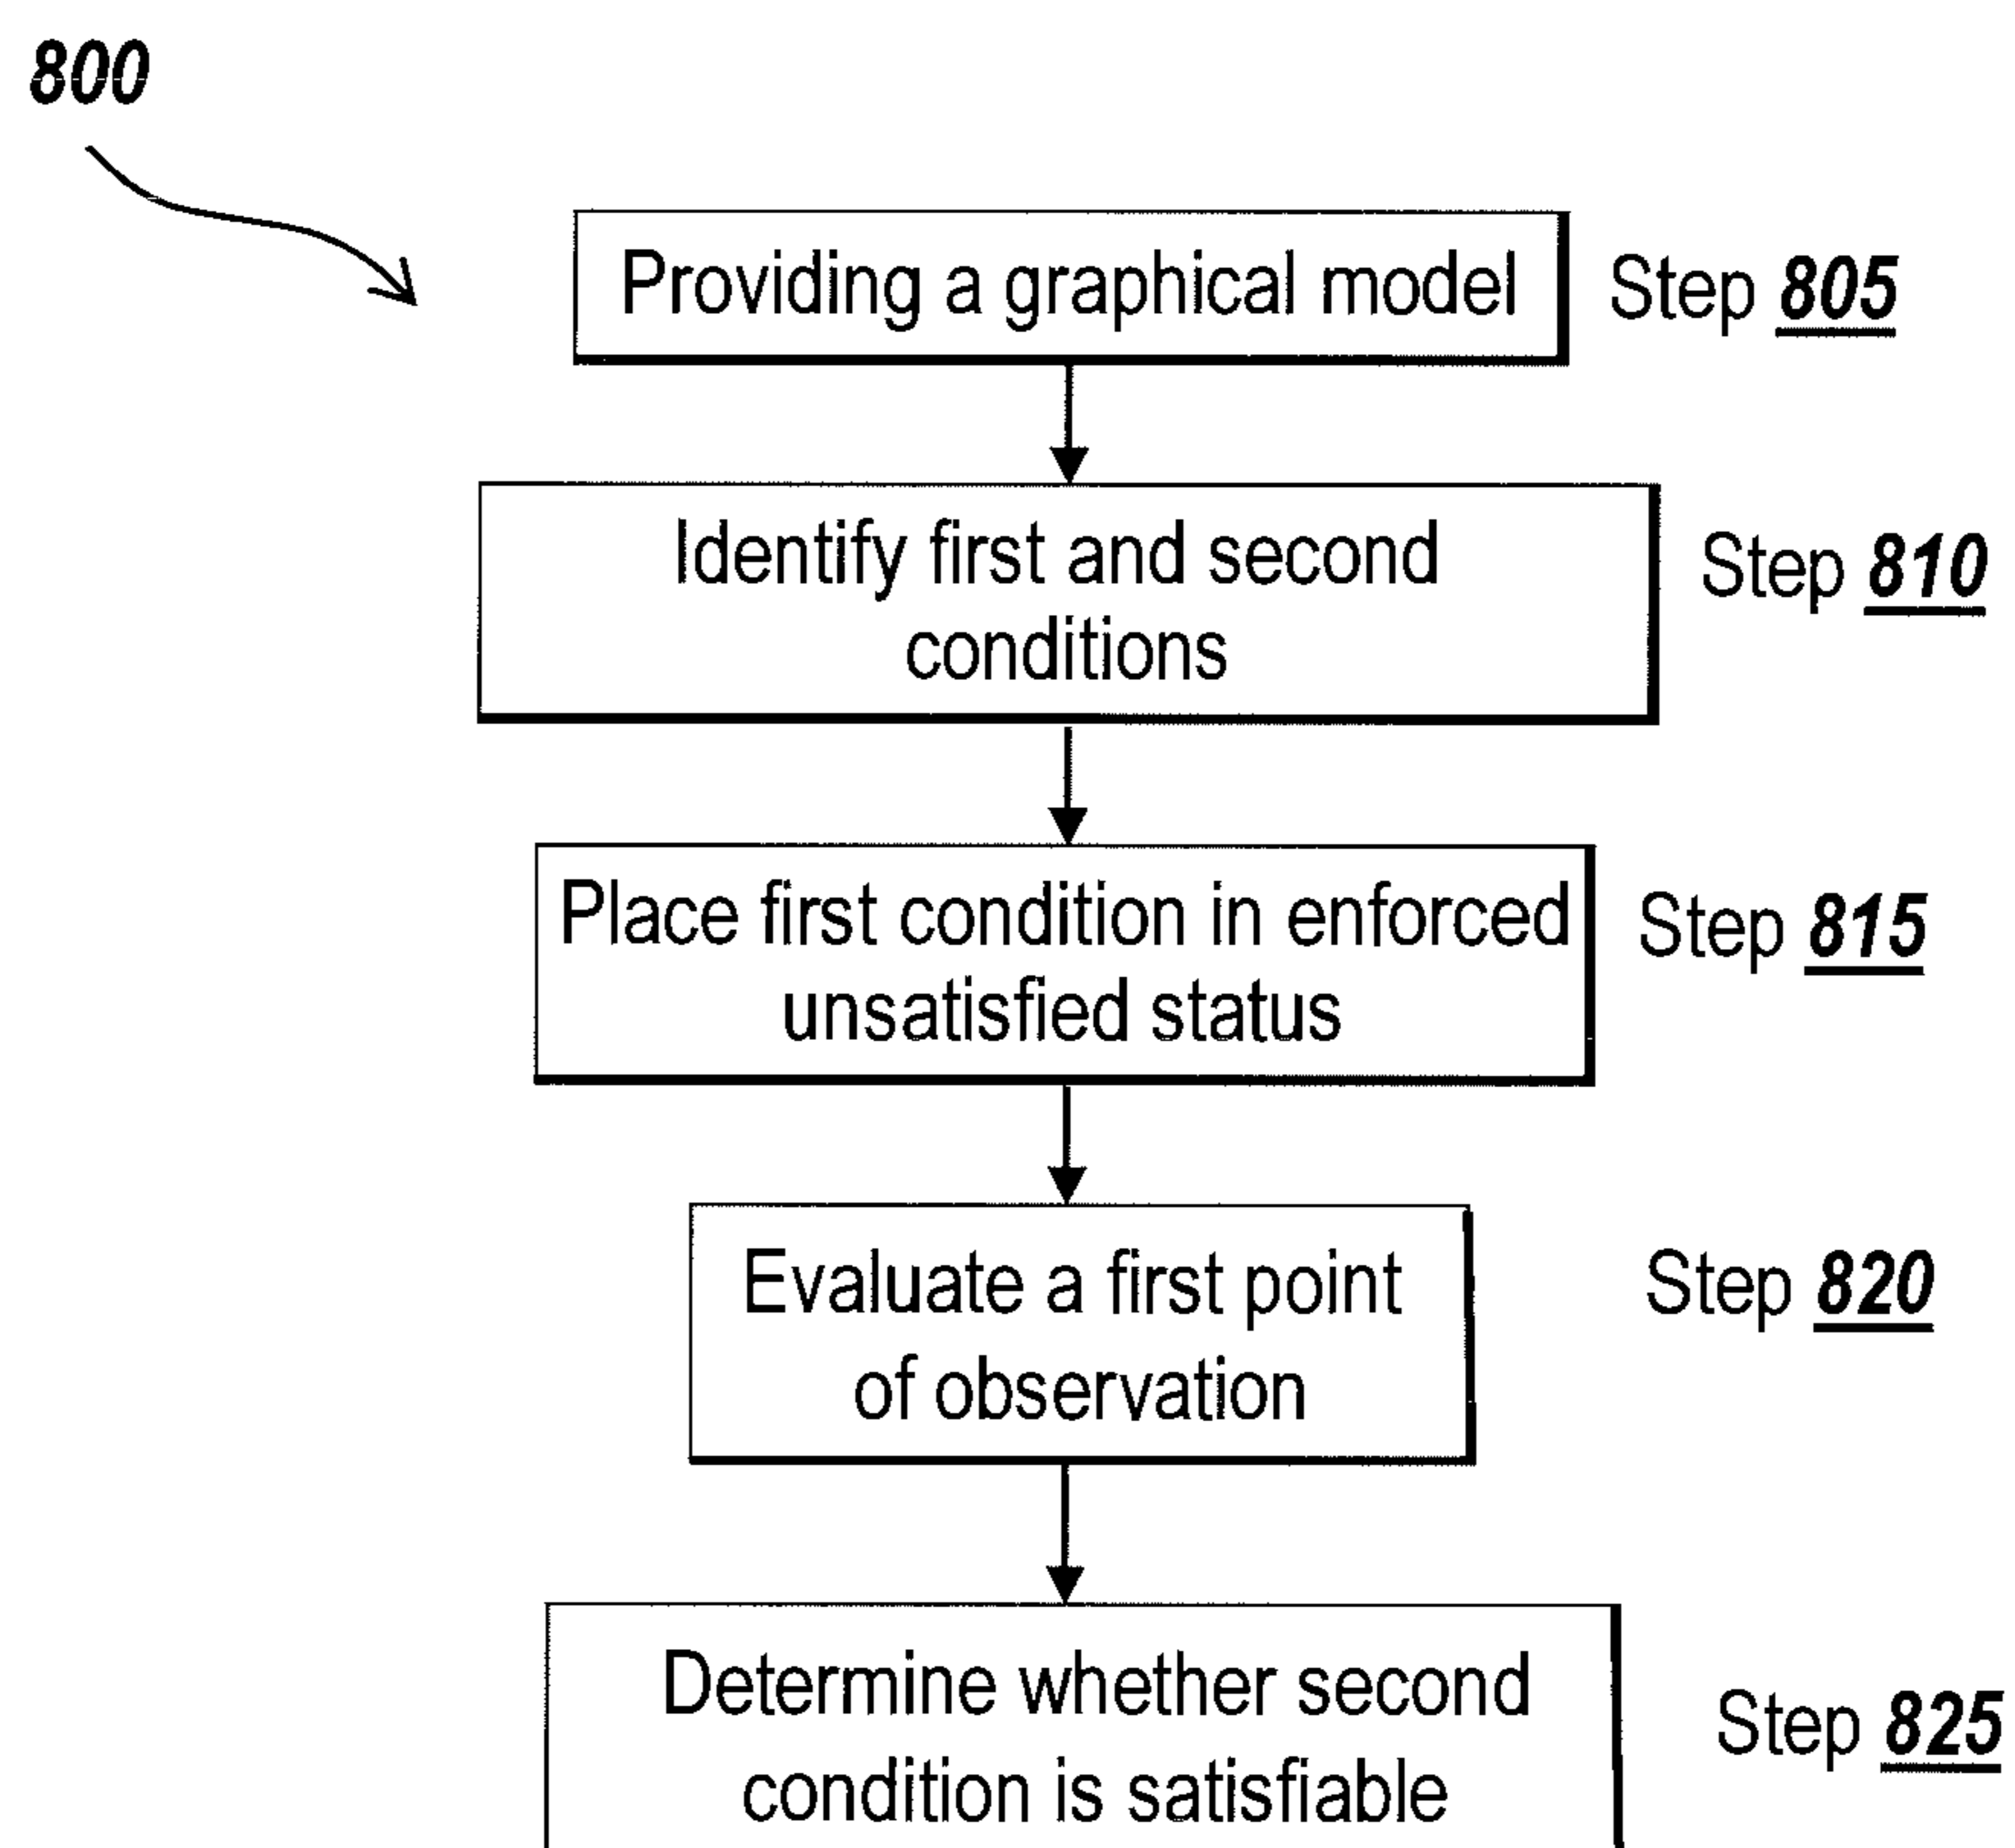 800
Providing a graphical model Step 805
Identify first and second
conditions
Step 810
Place first condition in enforced
unsatisfied status
Step 815
Evaluate a first point
of observation
Step 820
Determine whether second
condition is satisfiable
Step 825